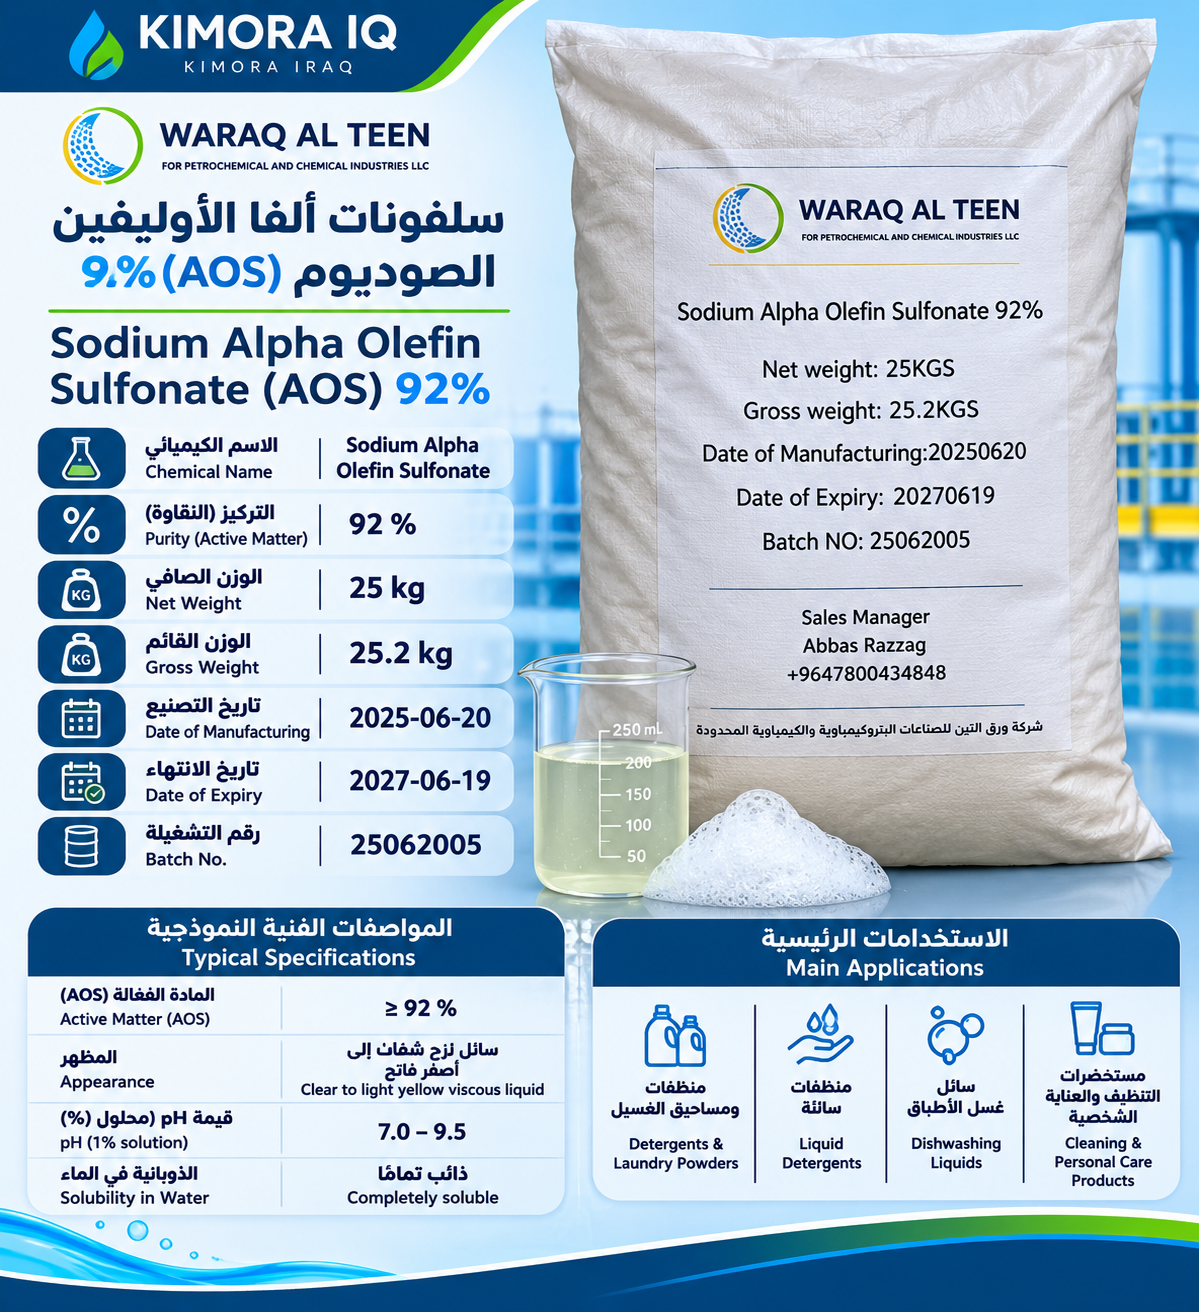 KIMORA IQ
KIMORA IRAQ
WARAQ AL TEEN
FOR PETROCHEMICAL AND CHEMICAL INDUSTRIES LLC
سلفونات ألفا الأوليفين
الصوديوم (AOS)
Sodium Alpha Olefin
Sulfonate (AOS) 92%
الاسم الكيميائي
Chemical Name
Sodium Alpha
Olefin Sulfonate
%
التركيز (النقاوة)
Purity (Active Matter)
92 %
KG
الوزن الصافي
Net Weight
25 kg
KG
الوزن القائم
Gross Weight
25.2 kg
تاريخ التصنيع
Date of Manufacturing
2025-06-20
تاريخ الانتهاء
Date of Expiry
2027-06-19
رقم التشغيلة
Batch No.
25062005
WARAQ AL TEEN
FOR PETROCHEMICAL AND CHEMICAL INDUSTRIES LLC
Sodium Alpha Olefin Sulfonate 92%
Net weight: 25KGS
Gross weight: 25.2KGS
Date of Manufacturing:20250620
Date of Expiry: 20270619
Batch NO: 25062005
Sales Manager
Abbas Razzag
+9647800434848
شركة ورق التين للصناعات البتروكيمياوية والكيمياوية المحدودة
250 mL
200
150
100
50
المواصفات الفنية النموذجية
Typical Specifications
المادة الفغالة (AOS)
Active Matter (AOS)
≥ 92 %
المظهر
Appearance
سائل لزج شفاف إلى
أصفر فاتح
Clear to light yellow viscous liquid
قيمة pH (محلول %)
pH (1% solution)
7.0 – 9.5
الذوبانية في الماء
Solubility in Water
ذائب تمامًا
Completely soluble
الاستخدامات الرئيسية
Main Applications
منظفات
ومساحيق الغسيل
Detergents &
Laundry Powders
منظفات
سائلة
Liquid
Detergents
سائل
غسل الأطباق
Dishwashing
Liquids
مستحضرات
التنظيف والعناية
الشخصية
Cleaning &
Personal Care
Products